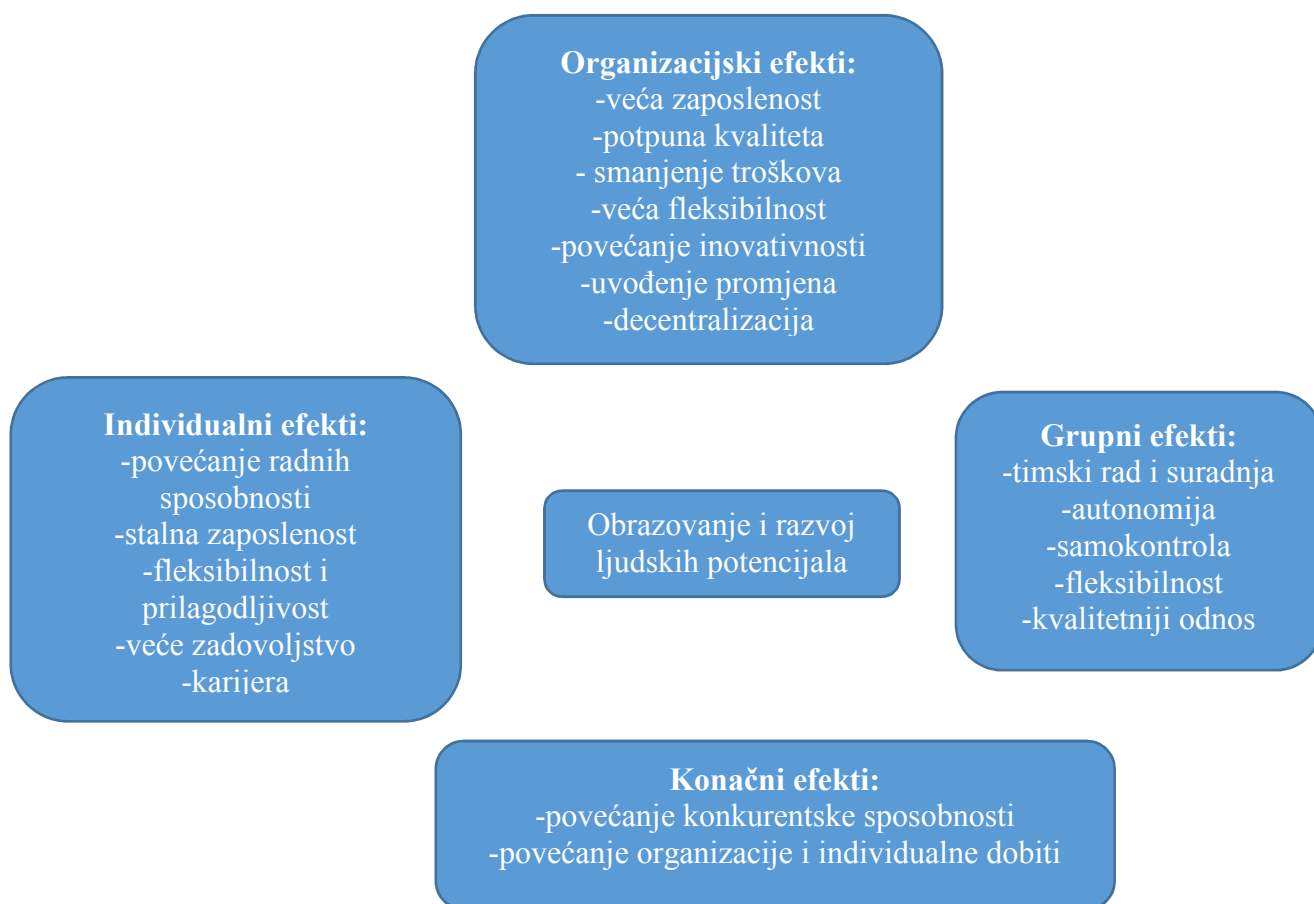 Organizacijski efekti:
-veća zaposlenost
-potpuna kvaliteta
- smanjenje troškova
-veća fleksibilnost
-povećanje inovativnosti
-uvođenje promjena
-decentralizacija
Individualni efekti:
-povećanje radnih
sposobnosti
-stalna zaposlenost
-fleksibilnost i
prilagodljivost
-veće zadovoljstvo
-karijera
Obrazovanje i razvoj
ljudskih potencijala
Grupni efekti:
-timski rad i suradnja
-autonomija
-samokontrola
-fleksibilnost
-kvalitetniji odnos
Konačni efekti:
-povećanje konkurentske sposobnosti
-povećanje organizacije i individualne dobiti